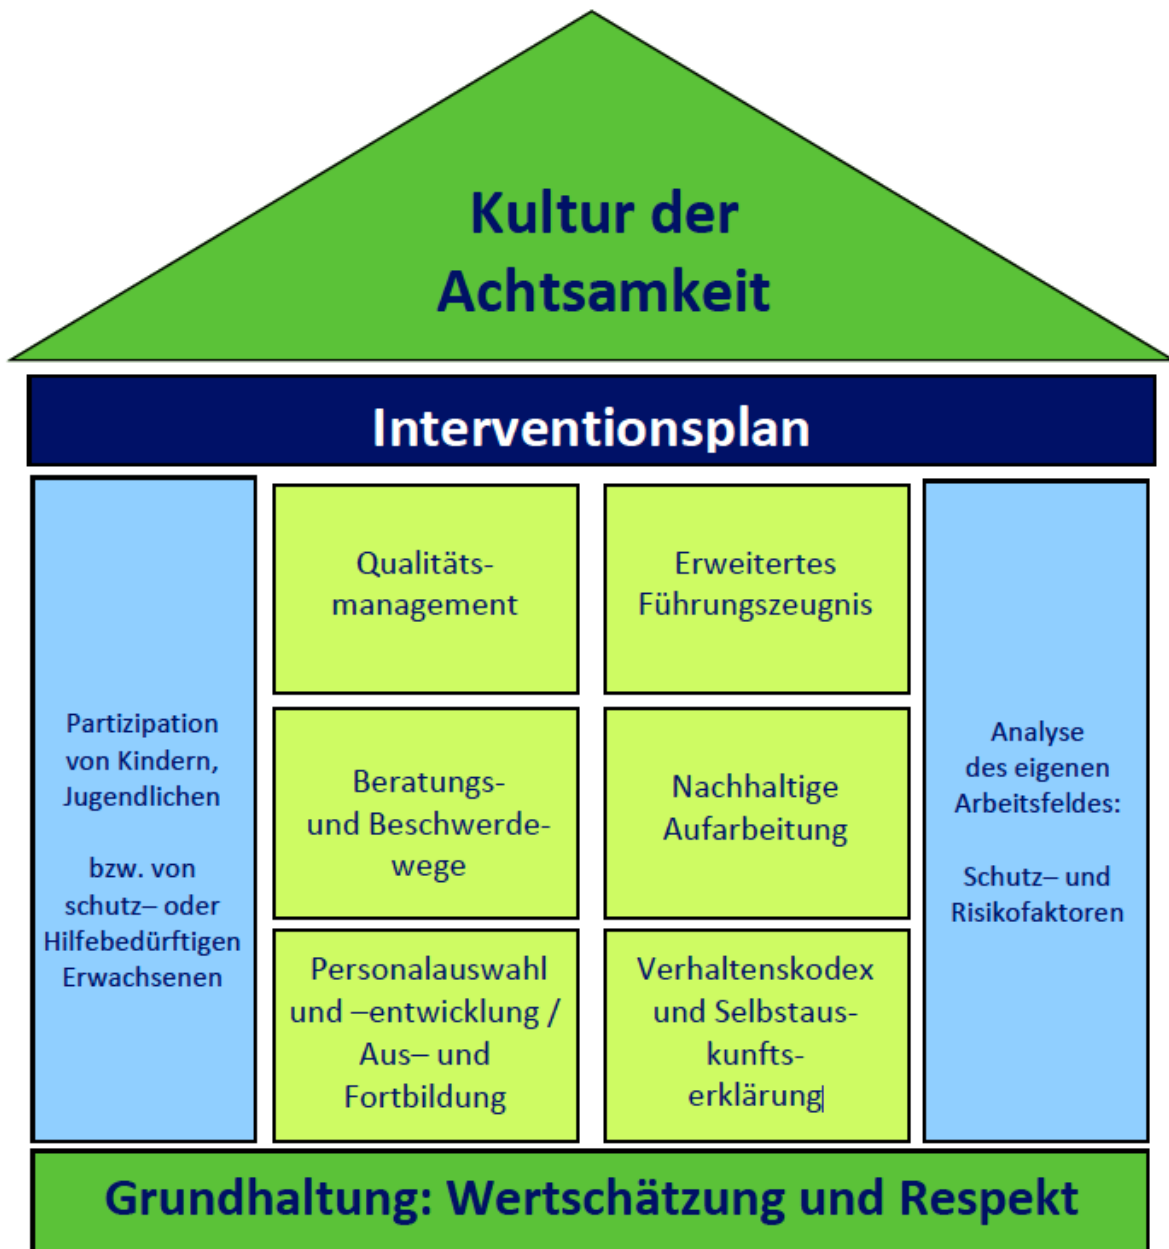 Kultur der
Achtsamkeit
Interventionsplan
Partizipation
von Kindern,
Jugendlichen
bzw. von
schutz– oder
Hilfebedürftigen
Erwachsenen
Qualitäts-
management
Erweitertes
Führungszeugnis
Beratungs-
und Beschwerde-
wege
Nachhaltige
Aufarbeitung
Personalauswahl
und –entwicklung /
Aus– und
Fortbildung
Verhaltenskodex
und Selbstaus-
kunfts-
erklärung
Analyse
des eigenen
Arbeitsfeldes:
Schutz– und
Risikofaktoren
Grundhaltung: Wertschätzung und Respekt